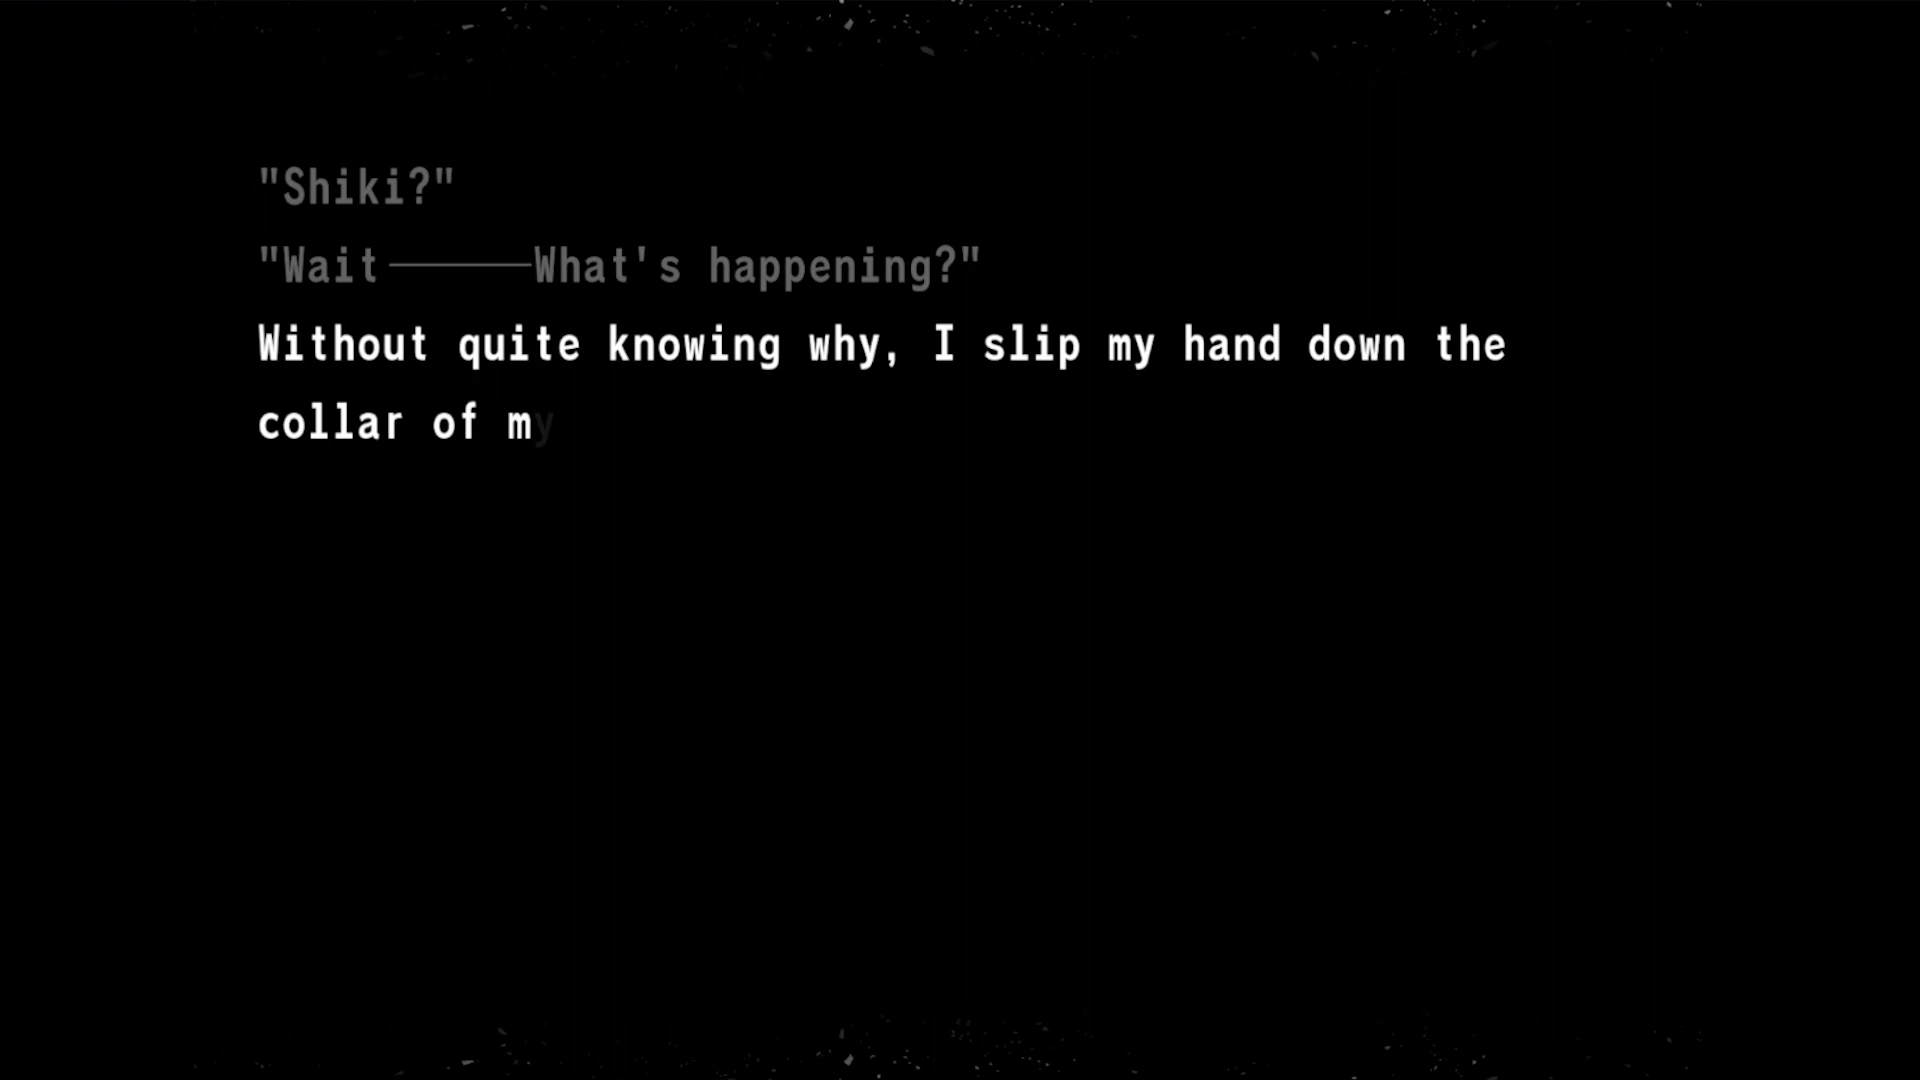 "Shiki?"
"Wait———What's happening?"
Without quite knowing why, I slip my hand down the
collar of my